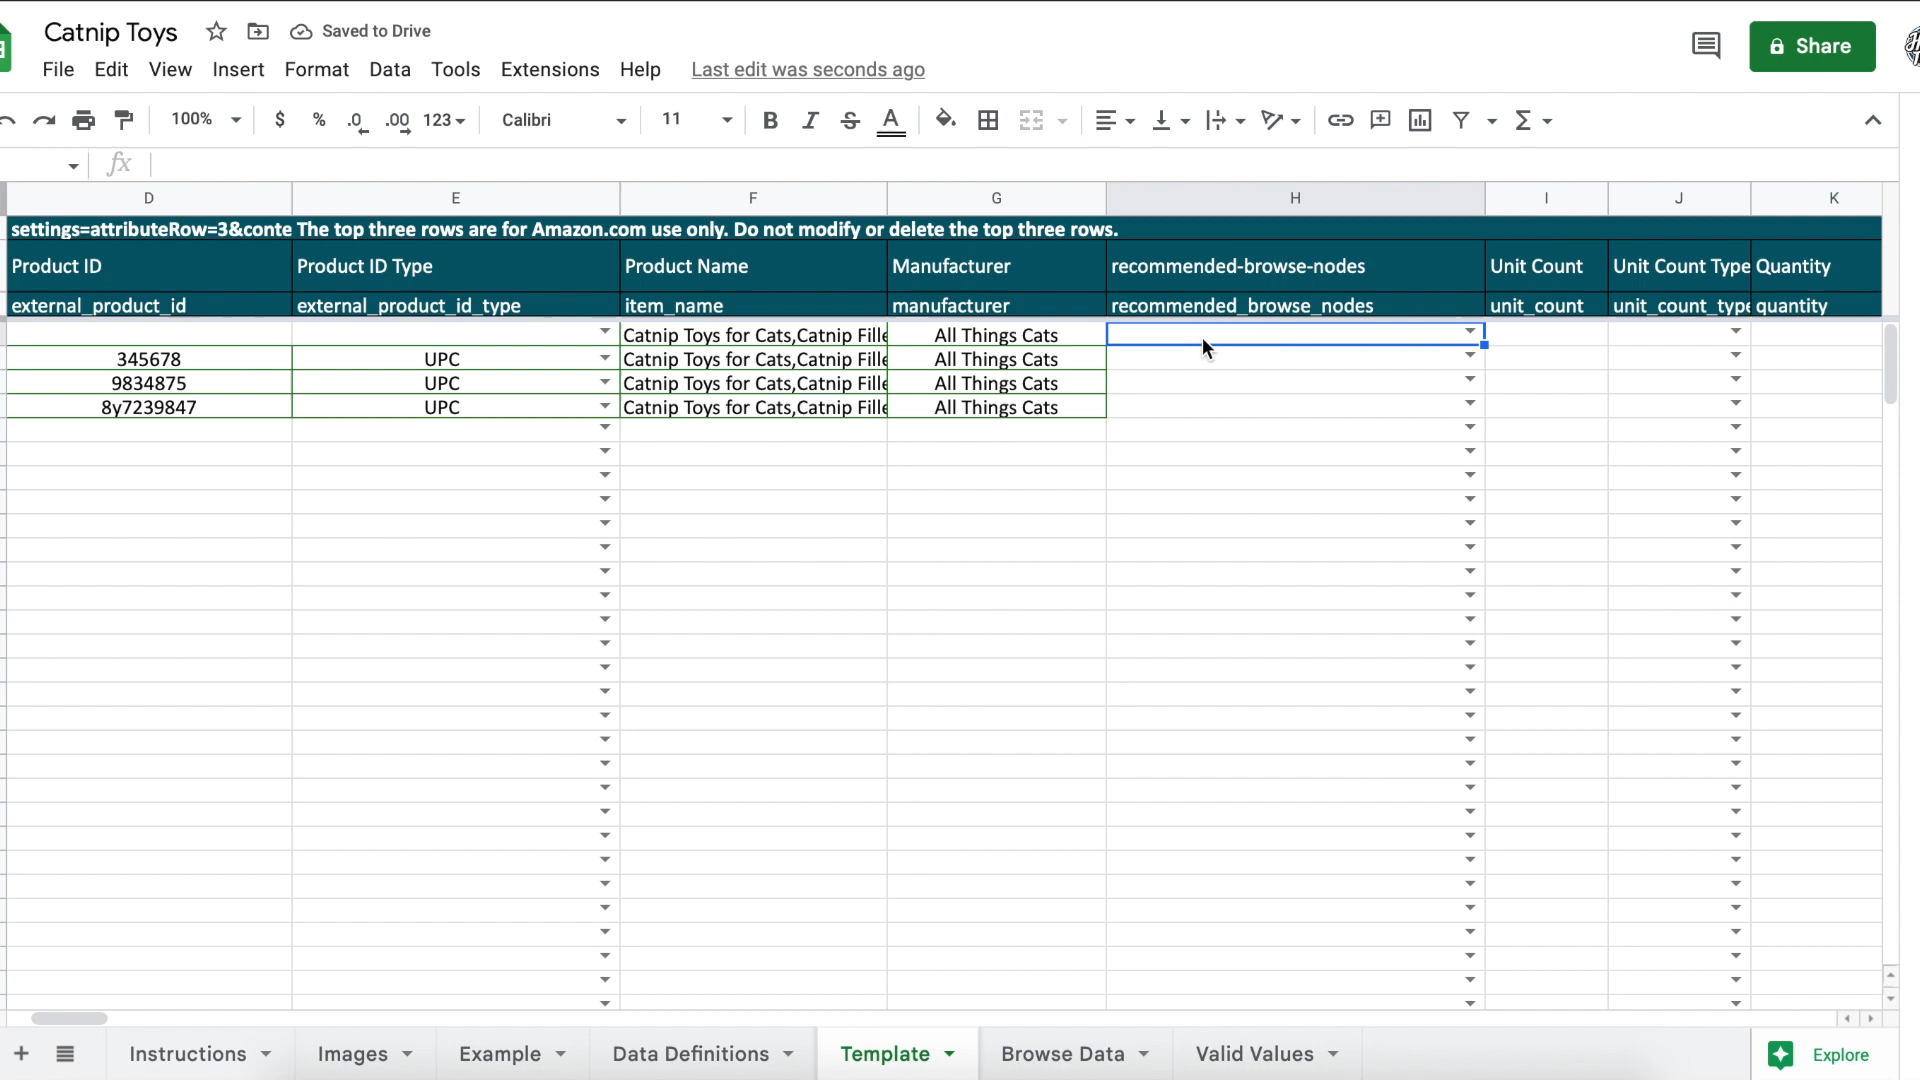 Catnip Toys Saved to Drive
Share
File Edit View Insert Format Data Tools Extensions Help Last edit was seconds ago
100% $ % .0 .00 123 Calibri 11 B I S A Σ
fx
D E F G H I J K
settings=attributeRow=3&conte The top three rows are for Amazon.com use only. Do not modify or delete the top three rows.
Product ID Product ID Type Product Name Manufacturer recommended-browse-nodes Unit Count Unit Count Type Quantity
external_product_id external_product_id_type item_name manufacturer recommended_browse_nodes unit_count unit_count_type quantity
Catnip Toys for Cats,Catnip Fille All Things Cats
345678 UPC Catnip Toys for Cats,Catnip Fille All Things Cats
9834875 UPC Catnip Toys for Cats,Catnip Fille All Things Cats
8y7239847 UPC Catnip Toys for Cats,Catnip Fille All Things Cats
Instructions Images Example Data Definitions Template Browse Data Valid Values Explore